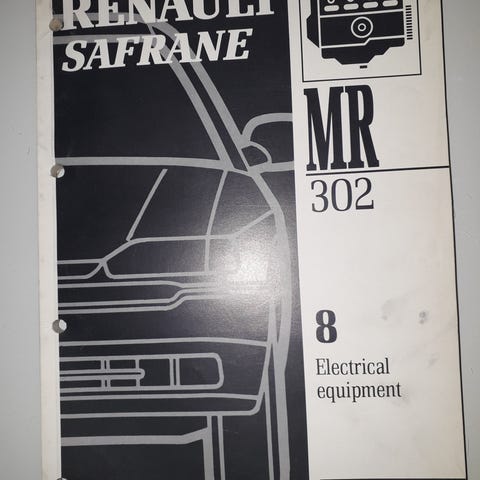 RENAULT
SAFRANE
MR
302
8
Electrical
equipment